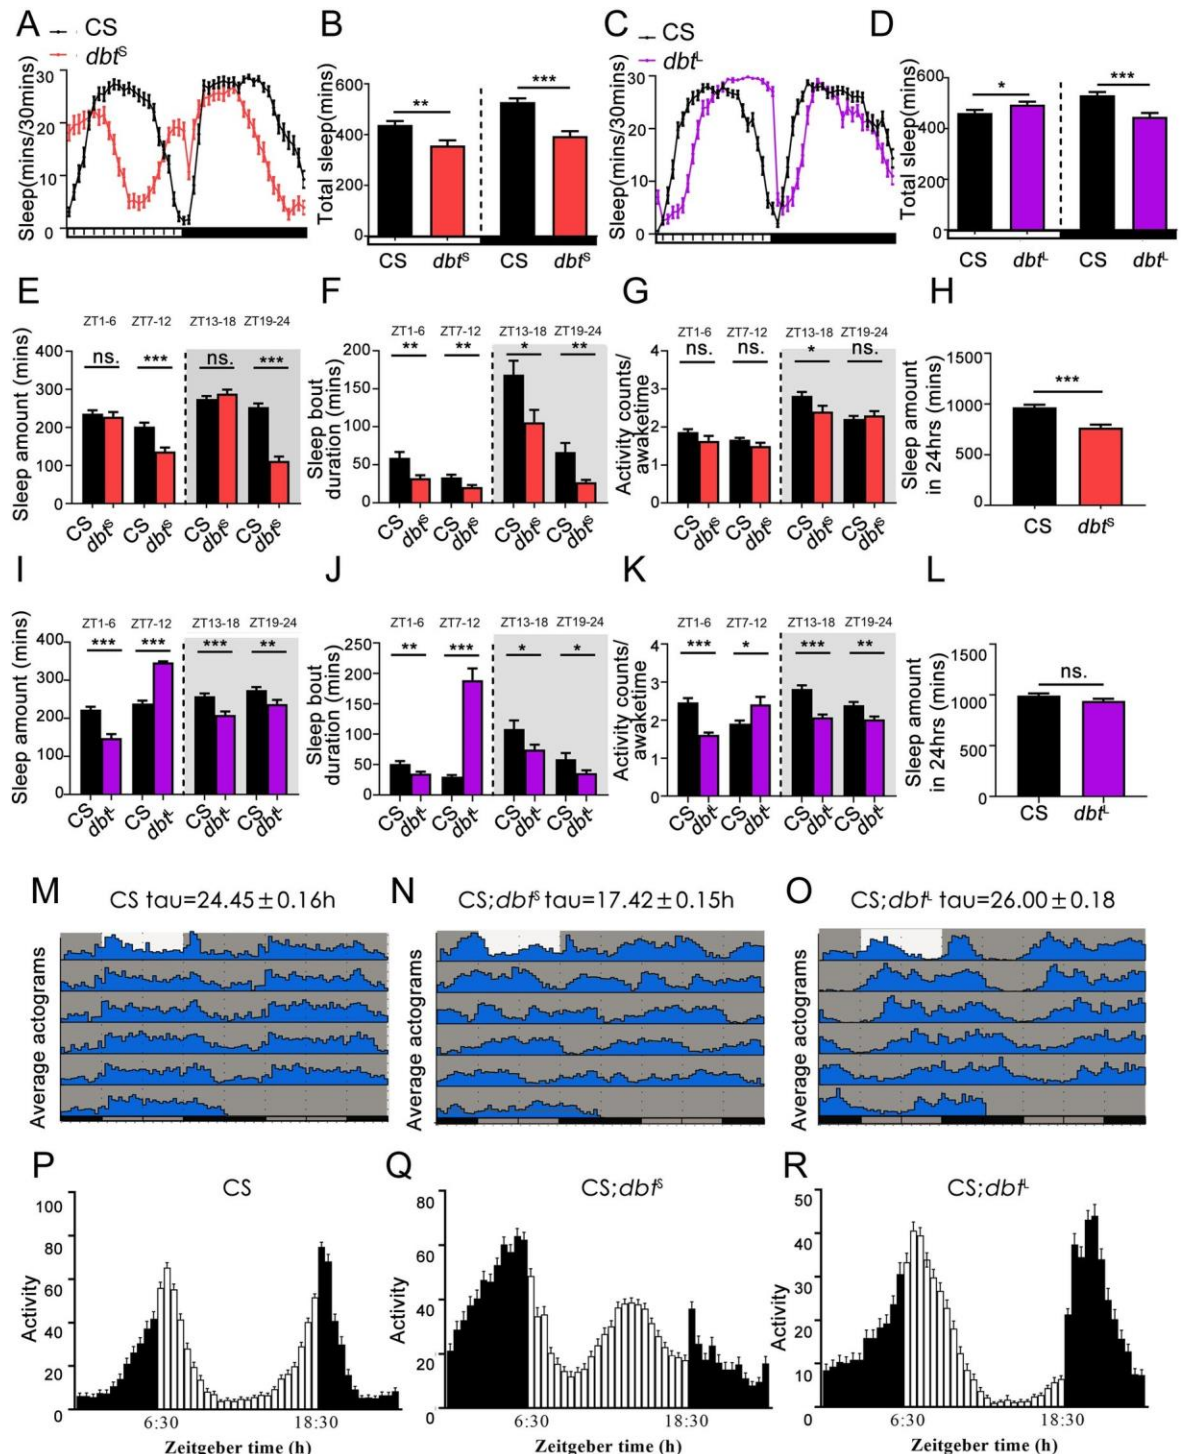 A
CS
dbtS
Sleep(mins/30mins)
30
20
10
0
B
Total sleep(mins)
600
400
200
0
**
***
CS
dbtS
CS
dbtS
C
CS
dbtL
Sleep(mins/30mins)
30
20
10
0
D
Total sleep(mins)
600
400
200
0
*
***
CS
dbtL
CS
dbtL
E
ZT1-6 ZT7-12 ZT13-18 ZT19-24
Sleep amount (mins)
400
300
200
100
0
ns. *** ns. ***
CS dbtS CS dbtS CS dbtS CS dbtS
F
ZT1-6 ZT7-12 ZT13-18 ZT19-24
Sleep bout
duration (mins)
200
150
100
50
0
** ** * **
CS dbtS CS dbtS CS dbtS CS dbtS
G
ZT1-6 ZT7-12 ZT13-18 ZT19-24
Activity counts/
awaketime
4
3
2
1
0
ns. ns. * ns.
CS dbtS CS dbtS CS dbtS CS dbtS
H
Sleep amount
in 24hrs (mins)
1500
1000
500
0
***
CS dbtS
I
ZT1-6 ZT7-12 ZT13-18 ZT19-24
Sleep amount (mins)
400
300
200
100
0
*** *** *** **
CS dbtL CS dbtL CS dbtL CS dbtL
J
ZT1-6 ZT7-12 ZT13-18 ZT19-24
Sleep bout
duration (mins)
250
200
150
100
50
0
** *** * *
CS dbtL CS dbtL CS dbtL CS dbtL
K
ZT1-6 ZT7-12 ZT13-18 ZT19-24
Activity counts/
awaketime
4
3
2
1
0
*** * *** **
CS dbtL CS dbtL CS dbtL CS dbtL
L
Sleep amount
in 24hrs (mins)
1500
1000
500
0
ns.
CS dbtL
M
CS tau=24.45±0.16h
Average actograms
N
CS;dbtS tau=17.42±0.15h
Average actograms
O
CS;dbtL tau=26.00±0.18
Average actograms
P
CS
Activity
100
80
60
40
20
0
6:30 18:30
Zeitgeber time (h)
Q
CS;dbtS
Activity
80
60
40
20
0
6:30 18:30
Zeitgeber time (h)
R
CS;dbtL
Activity
50
40
30
20
10
0
6:30 18:30
Zeitgeber time (h)